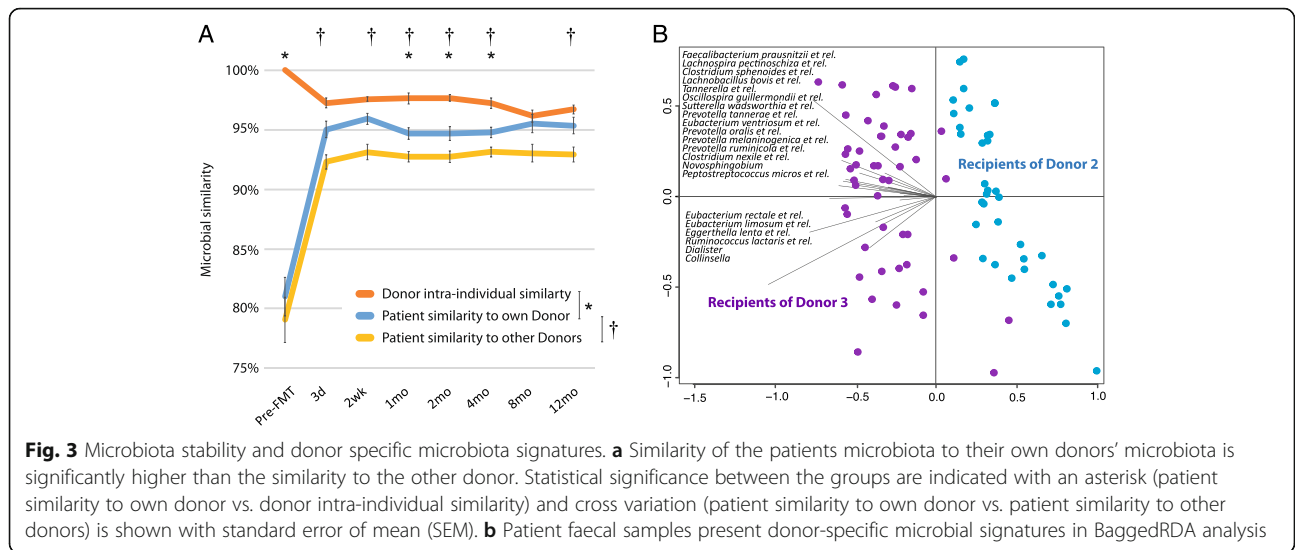 A
† † † † † †
* * * *
100%
95%
90%
85%
80%
75%
Microbial similarity
Donor intra-individual similarty
Patient similarity to own Donor
Patient similarity to other Donors
*
†
Pre-FMT
3d
2wk
1mo
2mo
4mo
8mo
12mo
B
Faecalibacterium prausnitzii et rel.
Lachnospira pectinoschiza et rel.
Clostridium sphenoides et rel.
Lachnobacillus bovis et rel.
Tannerella et rel.
Oscillospira guillermondii et rel.
Sutterella wadsworthia et rel.
Prevotella tannerae et rel.
Eubacterium ventriosum et rel.
Prevotella oralis et rel.
Prevotella melaninogenica et rel.
Prevotella ruminicola et rel.
Clostridium nexile et rel.
Novosphingobium
Peptostreptococcus micros et rel.
Eubacterium rectale et rel.
Eubacterium limosum et rel.
Eggerthella lenta et rel.
Ruminococcus lactaris et rel.
Dialister
Collinsella
Recipients of Donor 2
Recipients of Donor 3
0.5
0.0
−0.5
−1.0
−1.5
−1.0
−0.5
0.0
0.5
1.0
Fig. 3 Microbiota stability and donor specific microbiota signatures. a Similarity of the patients microbiota to their own donors’ microbiota is
significantly higher than the similarity to the other donor. Statistical significance between the groups are indicated with an asterisk (patient
similarity to own donor vs. donor intra-individual similarity) and cross variation (patient similarity to own donor vs. patient similarity to other
donors) is shown with standard error of mean (SEM). b Patient faecal samples present donor-specific microbial signatures in BaggedRDA analysis